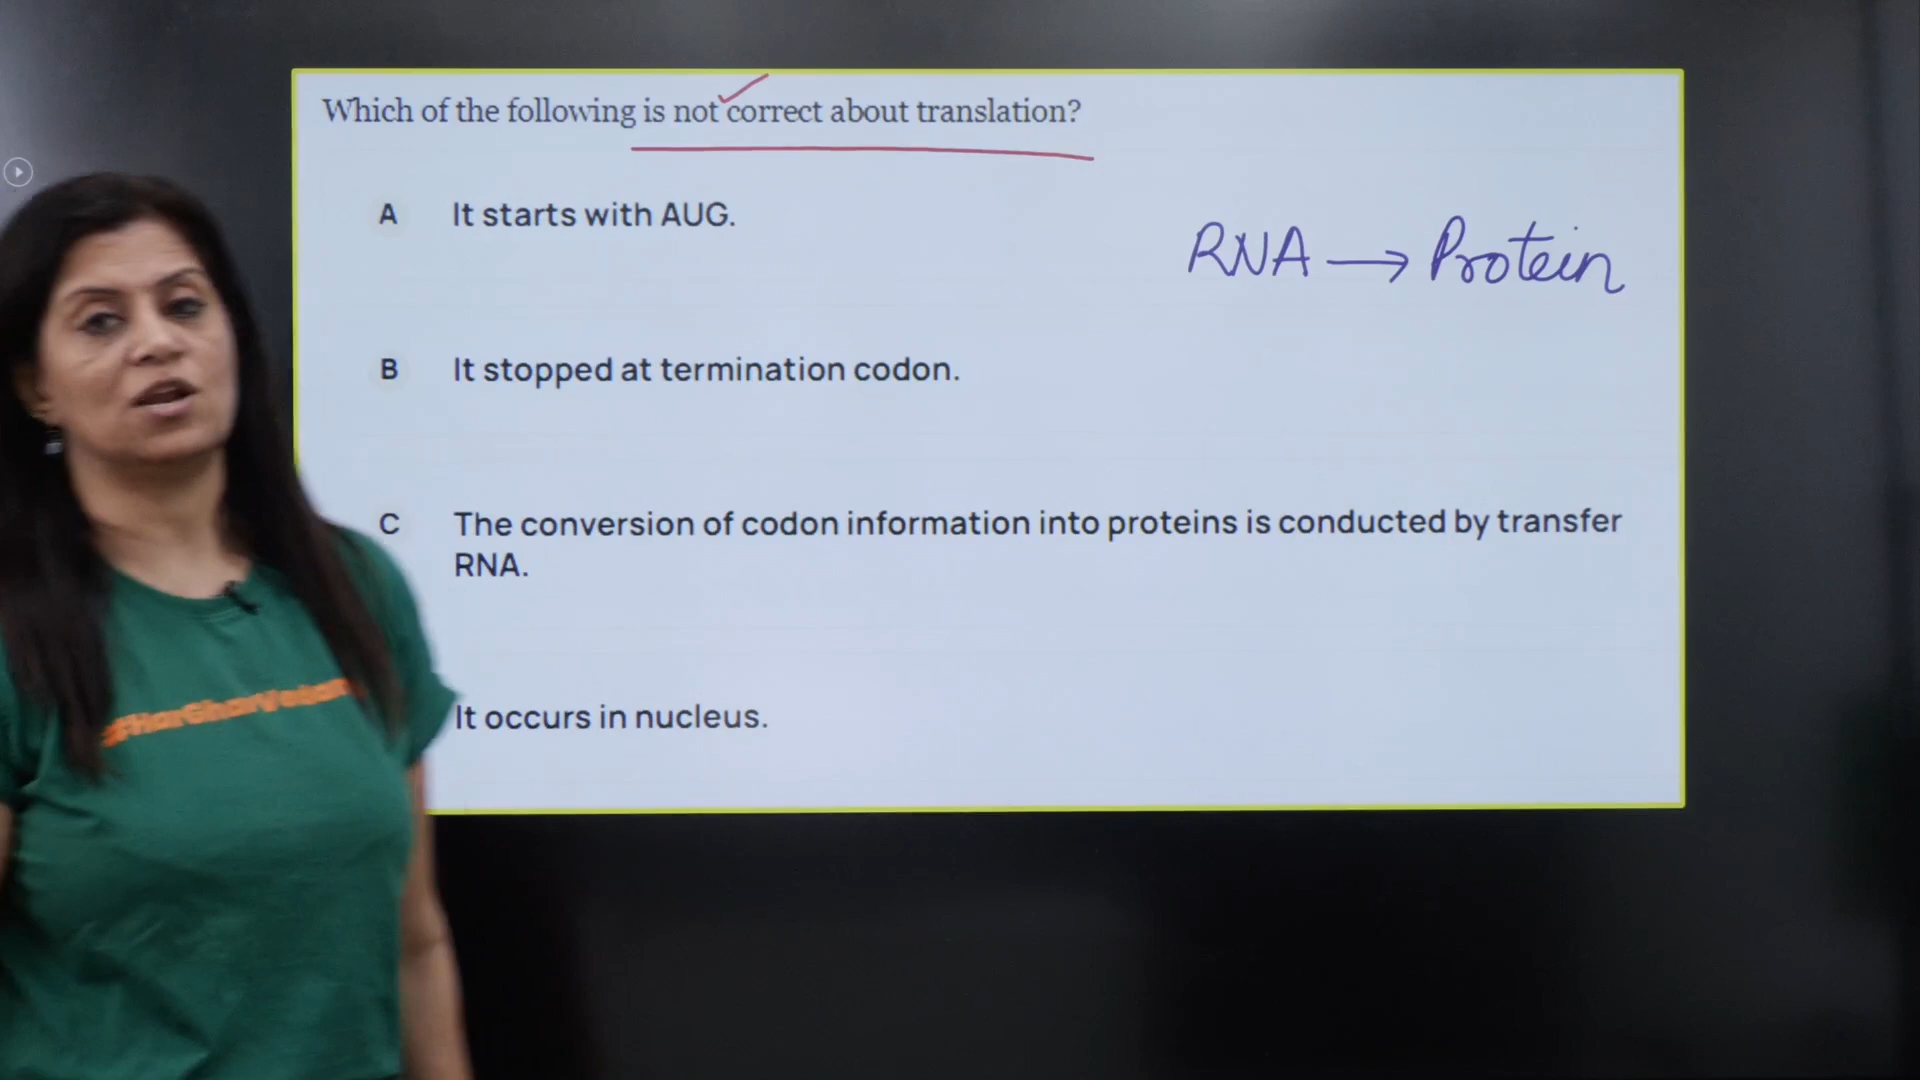 Which of the following is not correct about translation?
A It starts with AUG.
RNA → Protein
B It stopped at termination codon.
C The conversion of codon information into proteins is conducted by transfer
RNA.
It occurs in nucleus.